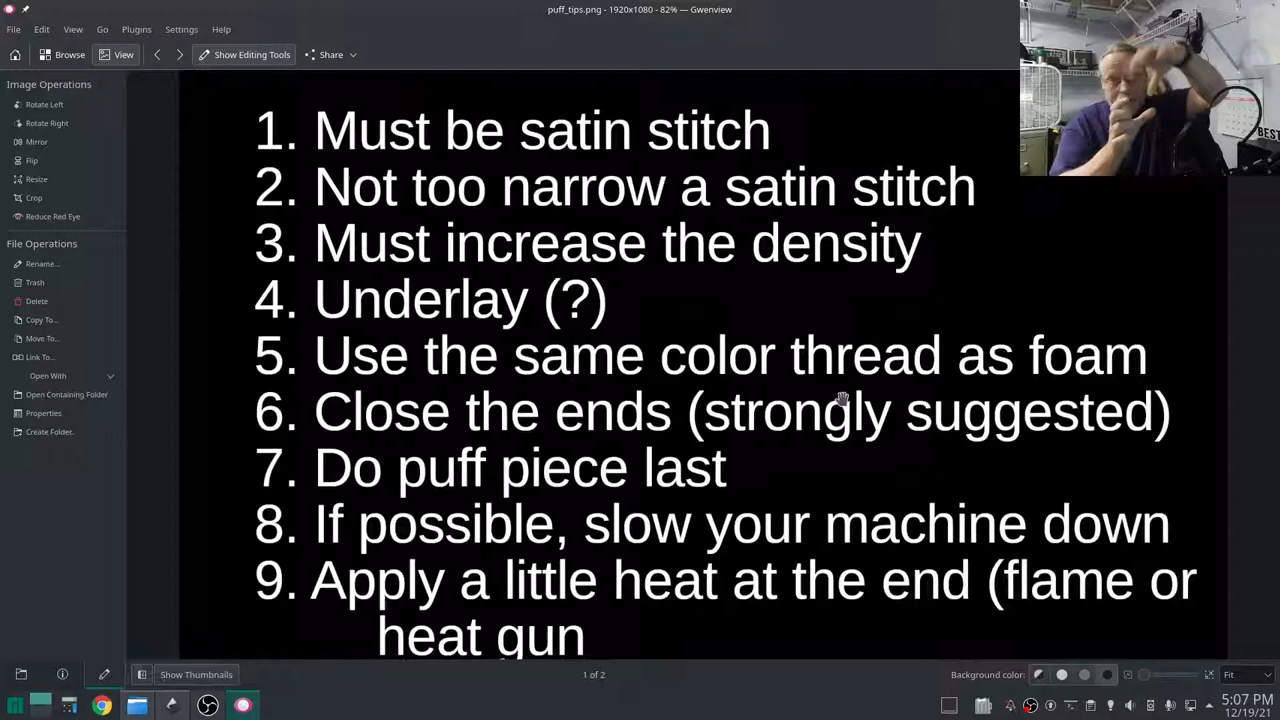 puff_tips.png - 1920x1080 - 82% — Gwenview
File Edit View Go Plugins Settings Help
Browse View Show Editing Tools Share
Image Operations
Rotate Left
Rotate Right
Mirror
Flip
Resize
Crop
Reduce Red Eye
File Operations
Rename...
Trash
Delete
Copy To...
Move To...
Link To...
Open With
Open Containing Folder
Properties
Create Folder..
1. Must be satin stitch
2. Not too narrow a satin stitch
3. Must increase the density
4. Underlay (?)
5. Use the same color thread as foam
6. Close the ends (strongly suggested)
7. Do puff piece last
8. If possible, slow your machine down
9. Apply a little heat at the end (flame or
heat gun
BEST
Show Thumbnails
1 of 2
Background color:
Fit
5:07 PM
12/19/21